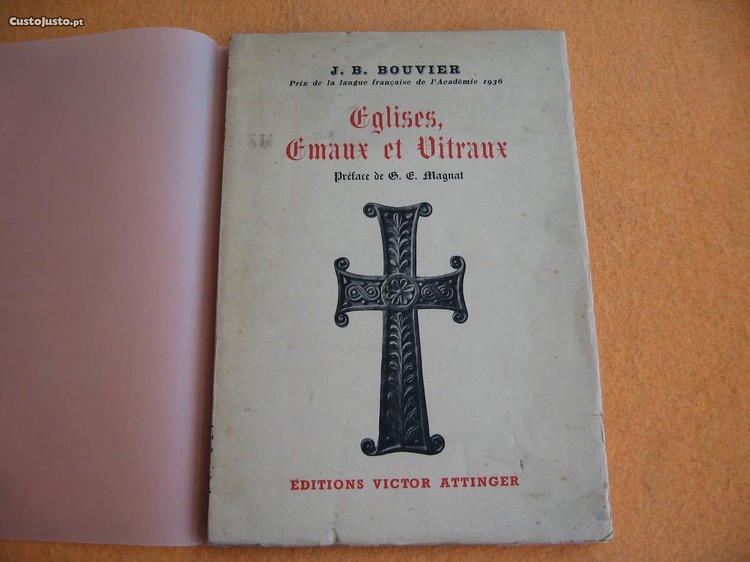 CustoJusto.pt
J. B. BOUVIER
Prix de la langue française de l'Académie 1936
Eglises,
Emaux et Vitraux
Préface de G. E. Magnat
EDITIONS VICTOR ATTINGER